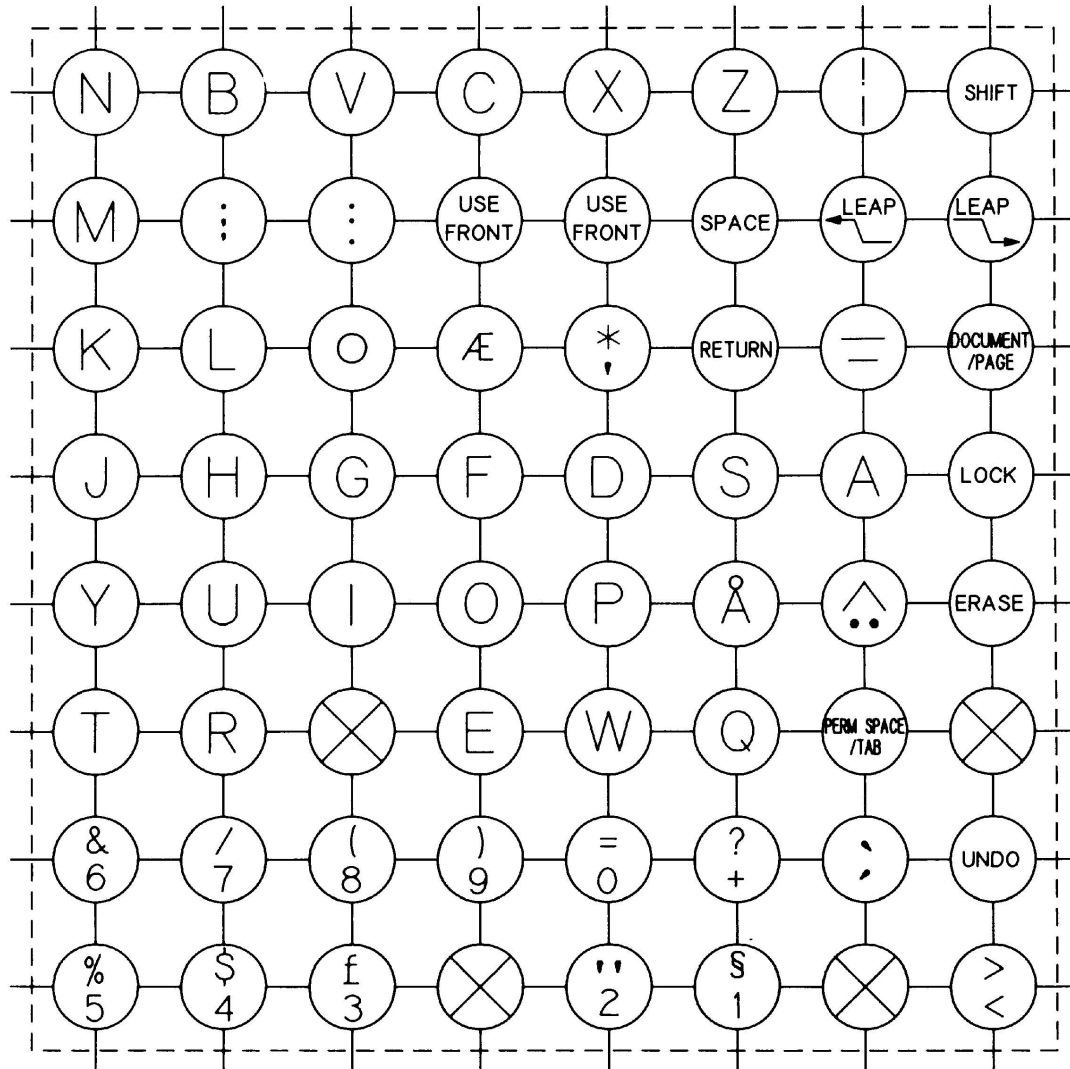 N B V C X Z ¦ SHIFT
M ; : USE FRONT USE FRONT SPACE LEAP LEAP
K L O Æ * ' RETURN — DOCUMENT /PAGE
J H G F D S A LOCK
Y U I O P Å ^ ¨ ERASE
T R E W Q PERM SPACE /TAB
& 6 / 7 ( 8 ) 9 = 0 ? + ` ´ UNDO
% 5 $ 4 £ 3 " 2 § 1 > <